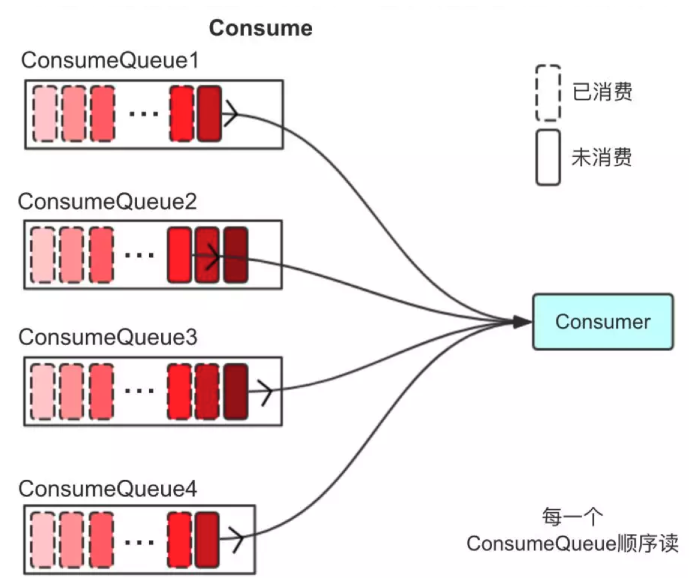 Consume
ConsumeQueue1
已消费
未消费
ConsumeQueue2
Consumer
ConsumeQueue3
ConsumeQueue4
每一个
ConsumeQueue顺序读